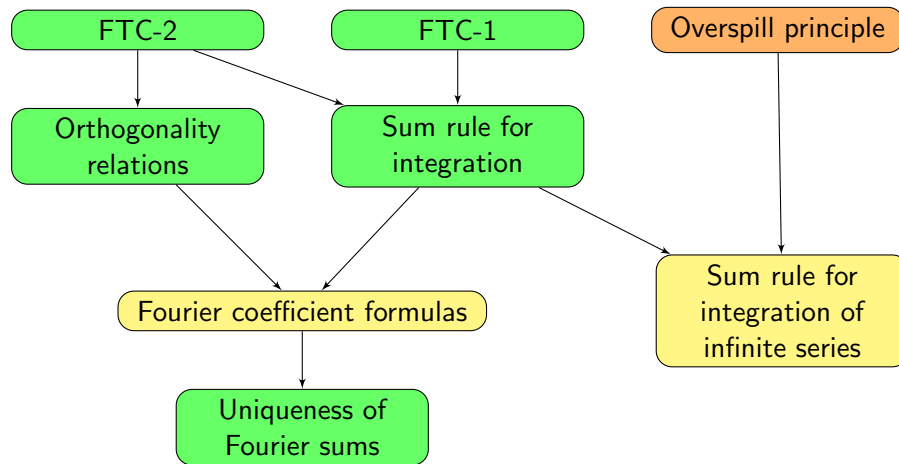 FTC-2
FTC-1
Overspill principle
Orthogonality
relations
Sum rule for
integration
Sum rule for
integration of
infinite series
Fourier coefficient formulas
Uniqueness of
Fourier sums